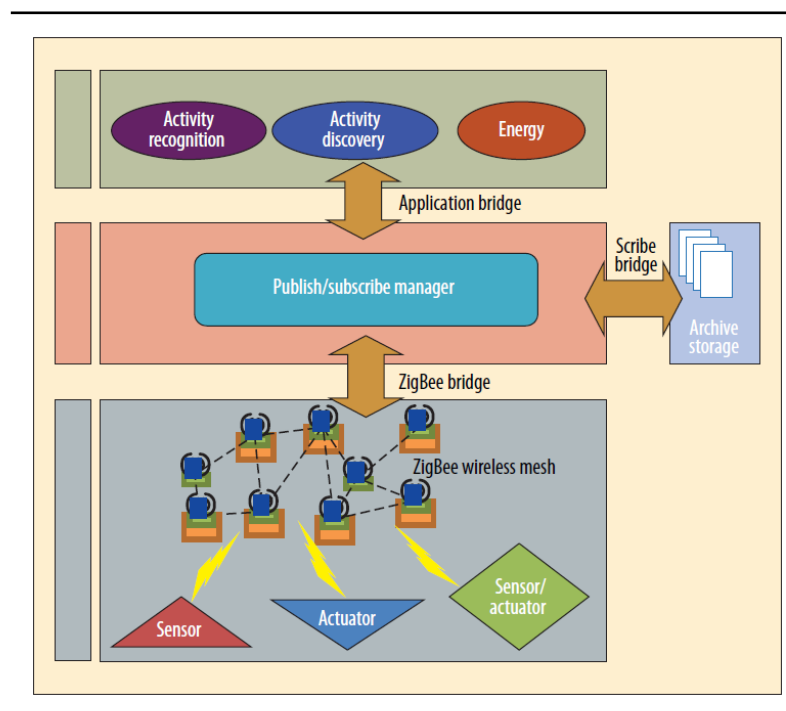 Activity
recognition
Activity
discovery
Energy
Application bridge
Scribe
bridge
Publish/subscribe manager
Archive
storage
ZigBee bridge
ZigBee wireless mesh
Sensor
Actuator
Sensor/
actuator